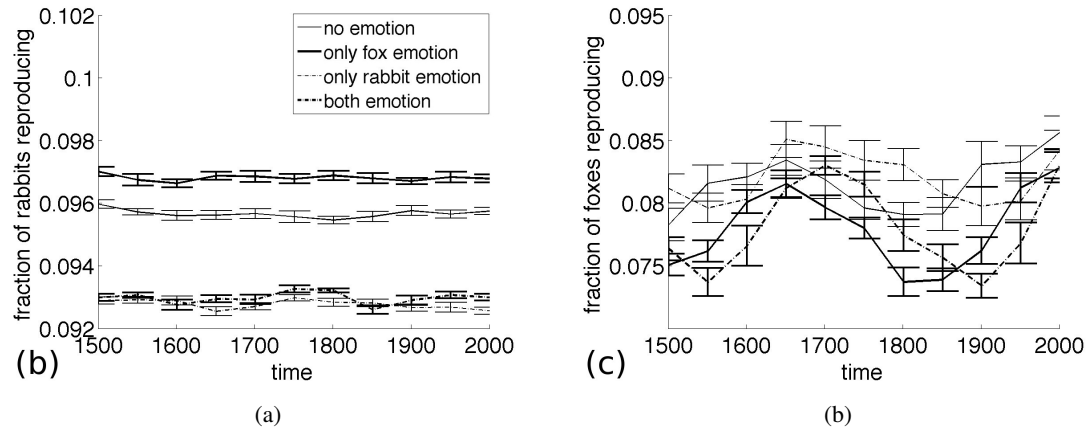 0.102
0.1
0.098
0.096
0.094
0.092
fraction of rabbits reproducing
no emotion
only fox emotion
only rabbit emotion
both emotion
1500 1600 1700 1800 1900 2000
time
(b)
(a)
0.095
0.09
0.085
0.08
0.075
fraction of foxes reproducing
1500 1600 1700 1800 1900 2000
time
(c)
(b)